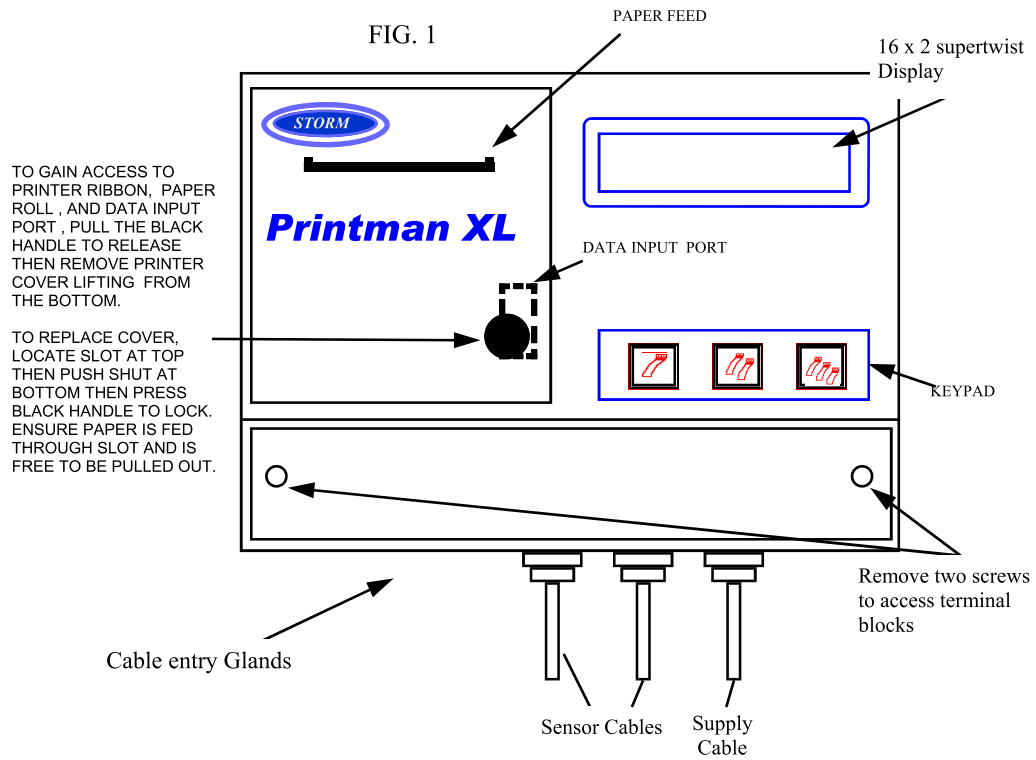 FIG. 1
PAPER FEED
16 x 2 supertwist
Display
STORM
TO GAIN ACCESS TO
PRINTER RIBBON, PAPER
ROLL , AND DATA INPUT
PORT , PULL THE BLACK
HANDLE TO RELEASE
THEN REMOVE PRINTER
COVER LIFTING FROM
THE BOTTOM.
Printman XL
DATA INPUT PORT
TO REPLACE COVER,
LOCATE SLOT AT TOP
THEN PUSH SHUT AT
BOTTOM THEN PRESS
BLACK HANDLE TO LOCK.
ENSURE PAPER IS FED
THROUGH SLOT AND IS
FREE TO BE PULLED OUT.
KEYPAD
Remove two screws
to access terminal
blocks
Cable entry Glands
Sensor Cables
Supply
Cable